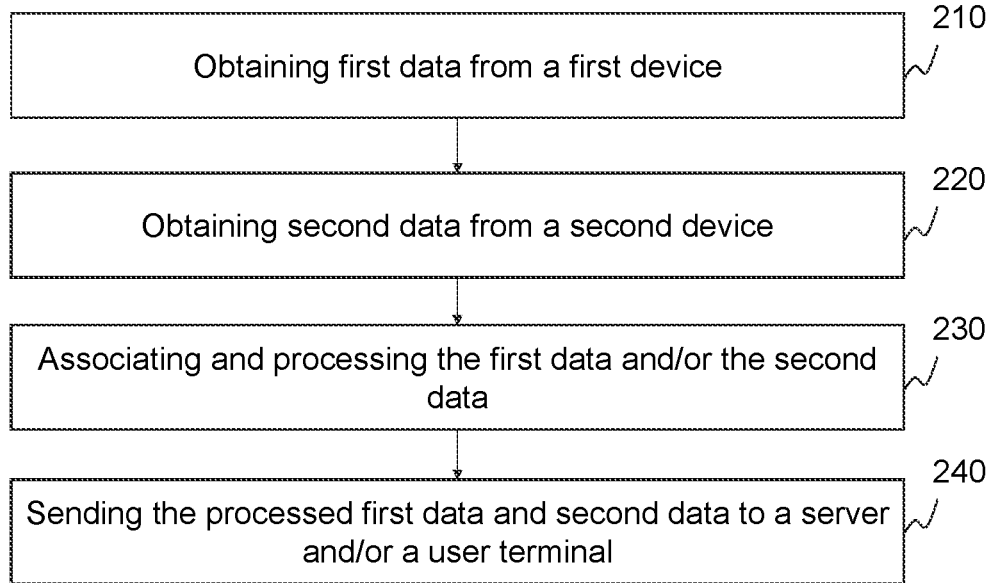 210
Obtaining first data from a first device
220
Obtaining second data from a second device
230
Associating and processing the first data and/or the second
data
240
Sending the processed first data and second data to a server
and/or a user terminal